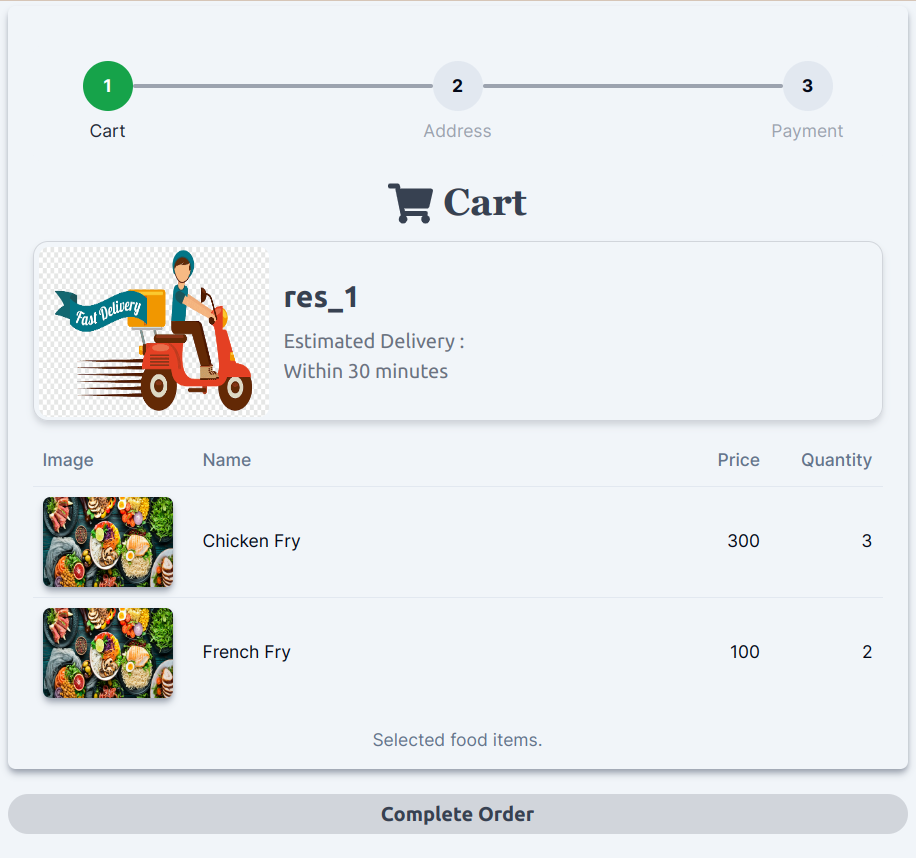 1
2
3
Cart
Address
Payment
Cart
Fast Delivery
res_1
Estimated Delivery :
Within 30 minutes
Image Name Price Quantity
Chicken Fry 300 3
French Fry 100 2
Selected food items.
Complete Order